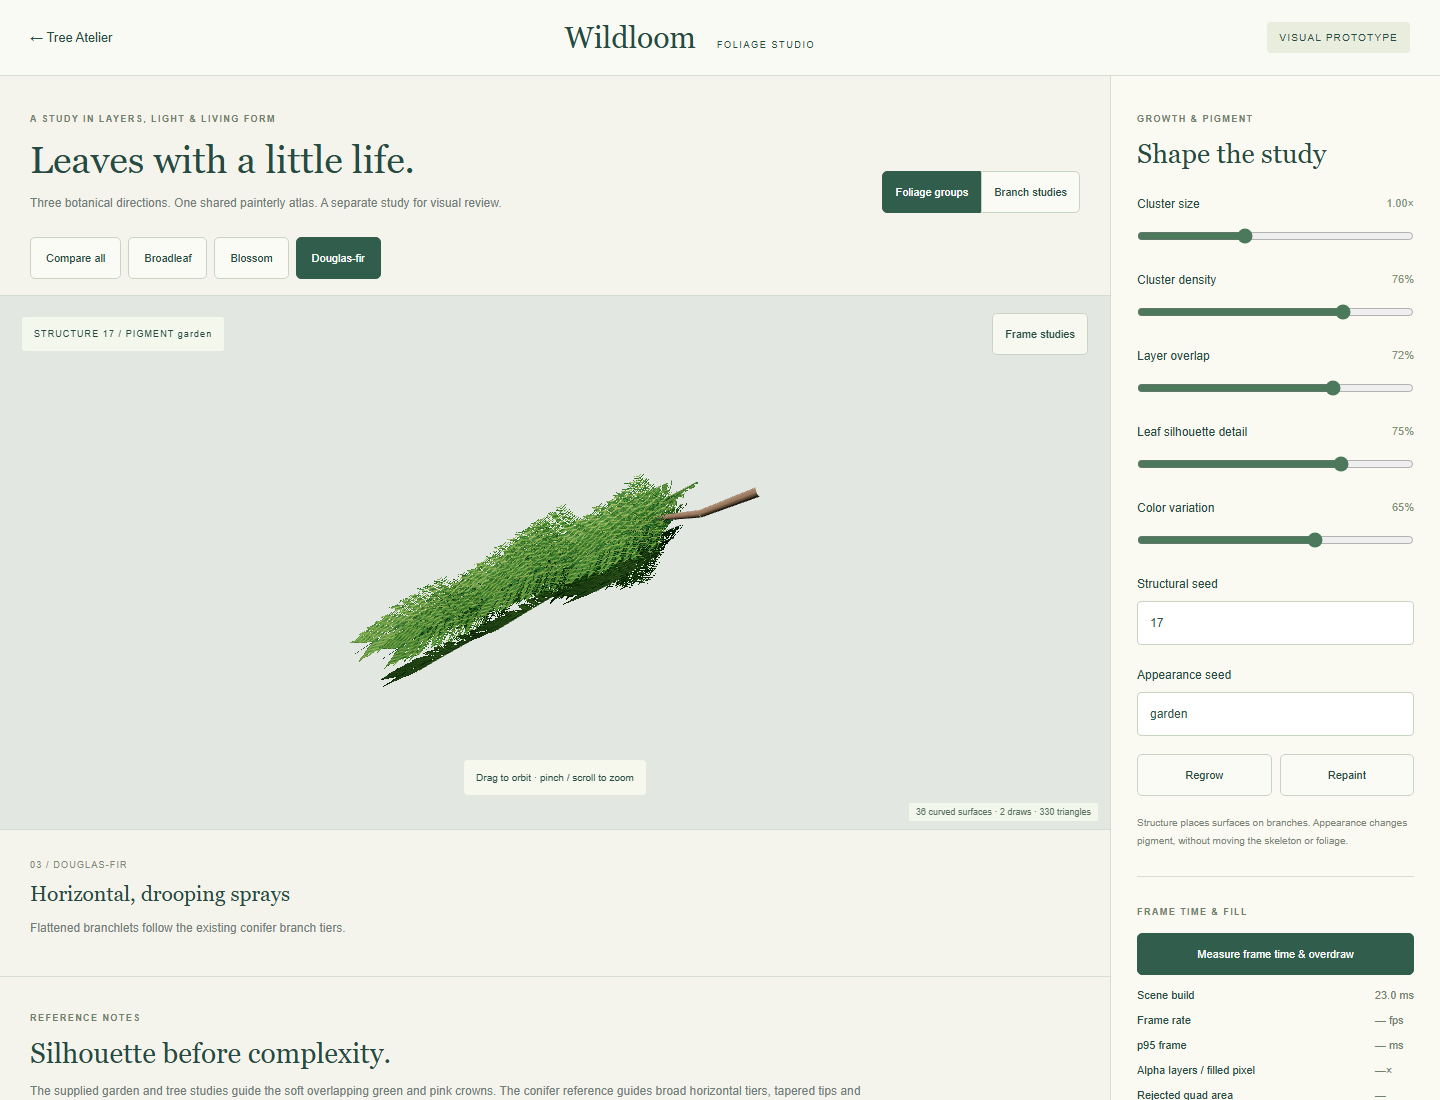 ← Tree Atelier
Wildloom FOLIAGE STUDIO
VISUAL PROTOTYPE
A STUDY IN LAYERS, LIGHT & LIVING FORM
Leaves with a little life.
Three botanical directions. One shared painterly atlas. A separate study for visual review.
Foliage groups
Branch studies
Compare all
Broadleaf
Blossom
Douglas-fir
STRUCTURE 17 / PIGMENT garden
Frame studies
Drag to orbit · pinch / scroll to zoom
36 curved surfaces · 2 draws · 330 triangles
03 / DOUGLAS-FIR
Horizontal, drooping sprays
Flattened branchlets follow the existing conifer branch tiers.
REFERENCE NOTES
Silhouette before complexity.
The supplied garden and tree studies guide the soft overlapping green and pink crowns. The conifer reference guides broad horizontal tiers, tapered tips and
GROWTH & PIGMENT
Shape the study
Cluster size 1.00×
Cluster density 76%
Layer overlap 72%
Leaf silhouette detail 75%
Color variation 65%
Structural seed
17
Appearance seed
garden
Regrow
Repaint
Structure places surfaces on branches. Appearance changes
pigment, without moving the skeleton or foliage.
FRAME TIME & FILL
Measure frame time & overdraw
Scene build 23.0 ms
Frame rate — fps
p95 frame — ms
Alpha layers / filled pixel —×
Rejected quad area —